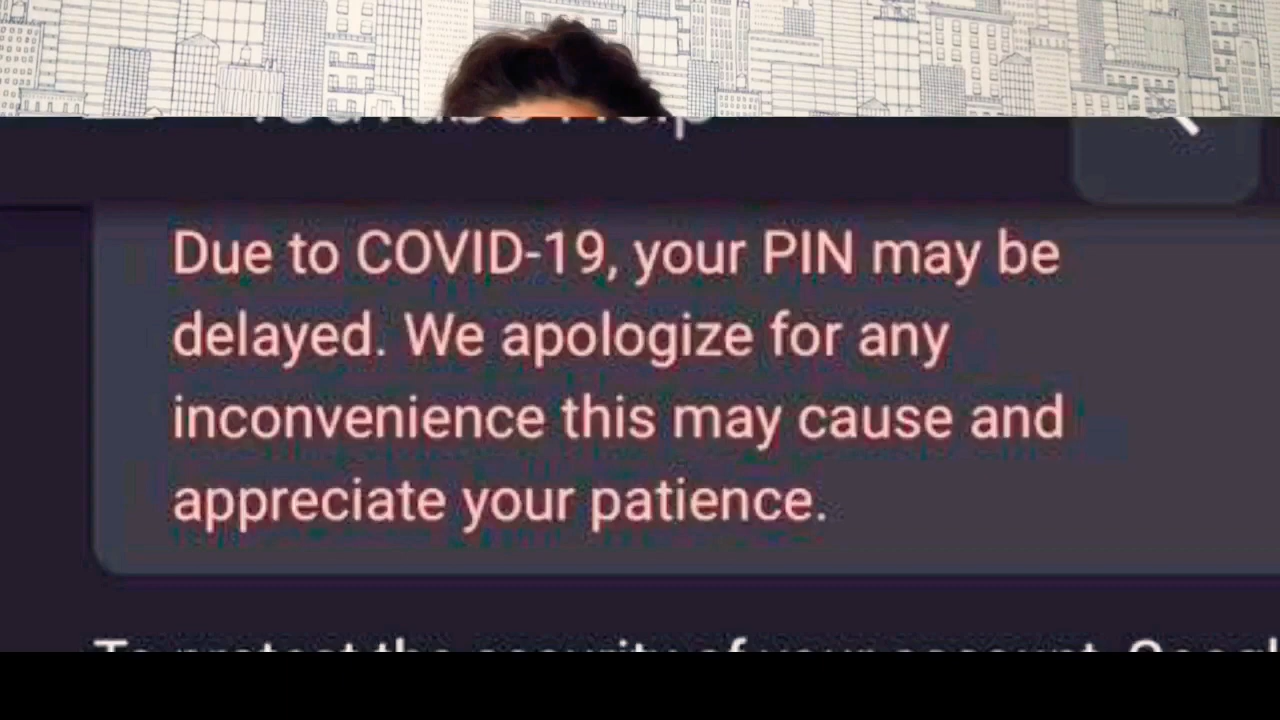 Due to COVID-19, your PIN may be
delayed. We apologize for any
inconvenience this may cause and
appreciate your patience.